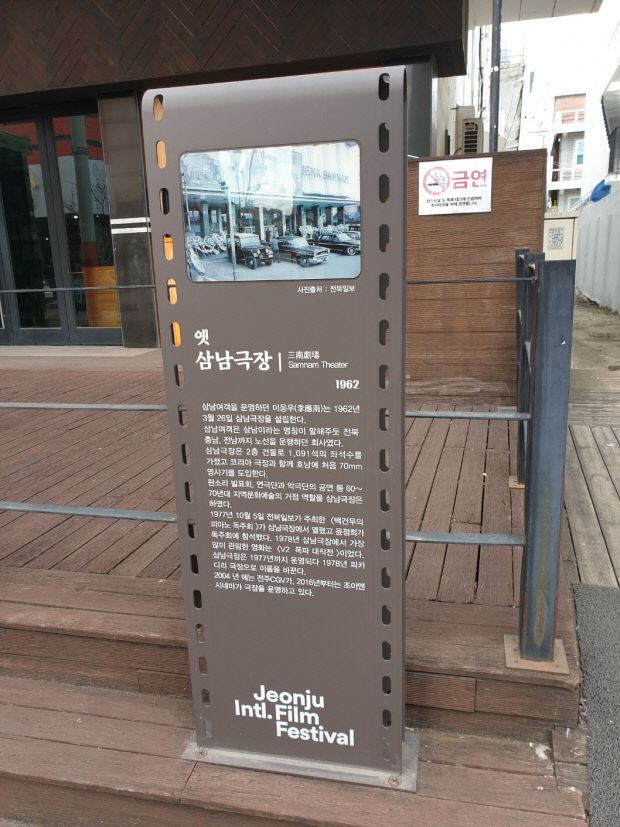 사진출처 : 전북일보
옛
삼남극장 | 三南劇場
Samnam Theater
1962
삼남여객을 운영하던 이응우(李應雨)는 1962년
3월 26일 삼남극장을 설립한다.
삼남여객은 삼남이라는 명칭이 말해주듯 전북
충남, 전남까지 노선을 운행하던 회사였다.
삼남극장은 2층 건물로 1,091석의 좌석수를
가졌고 코리아 극장과 함께 호남에 처음 70mm
영사기를 도입한다.
판소리 발표회, 연극단과 악극단의 공연 등 60~
70년대 지역문화예술의 거점 역할을 삼남극장은
하였다.
1977년 10월 5일 전북일보가 주최한 〈백건우의
피아노 독주회〉가 삼남극장에서 열렸고 윤정희가
독주회에 참석했다. 1978년 삼남극장에서 가장
많이 관람한 영화는 〈V2 폭파 대작전〉이었다.
삼남극장은 1977년까지 운영되다 1978년 피카
디리 극장으로 이름을 바꾼다.
2004 년 에는 전주CGV가, 2016년부터는 조이앤
시네마가 극장을 운영하고 있다.
Jeonju
Intl. Film
Festival
금연